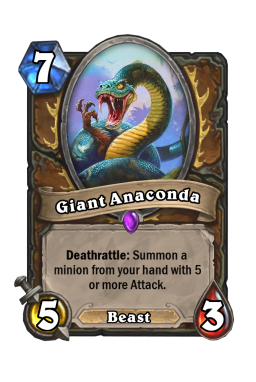 7
Giant Anaconda
Deathrattle: Summon a
minion from your hand with 5
or more Attack.
5
Beast
3